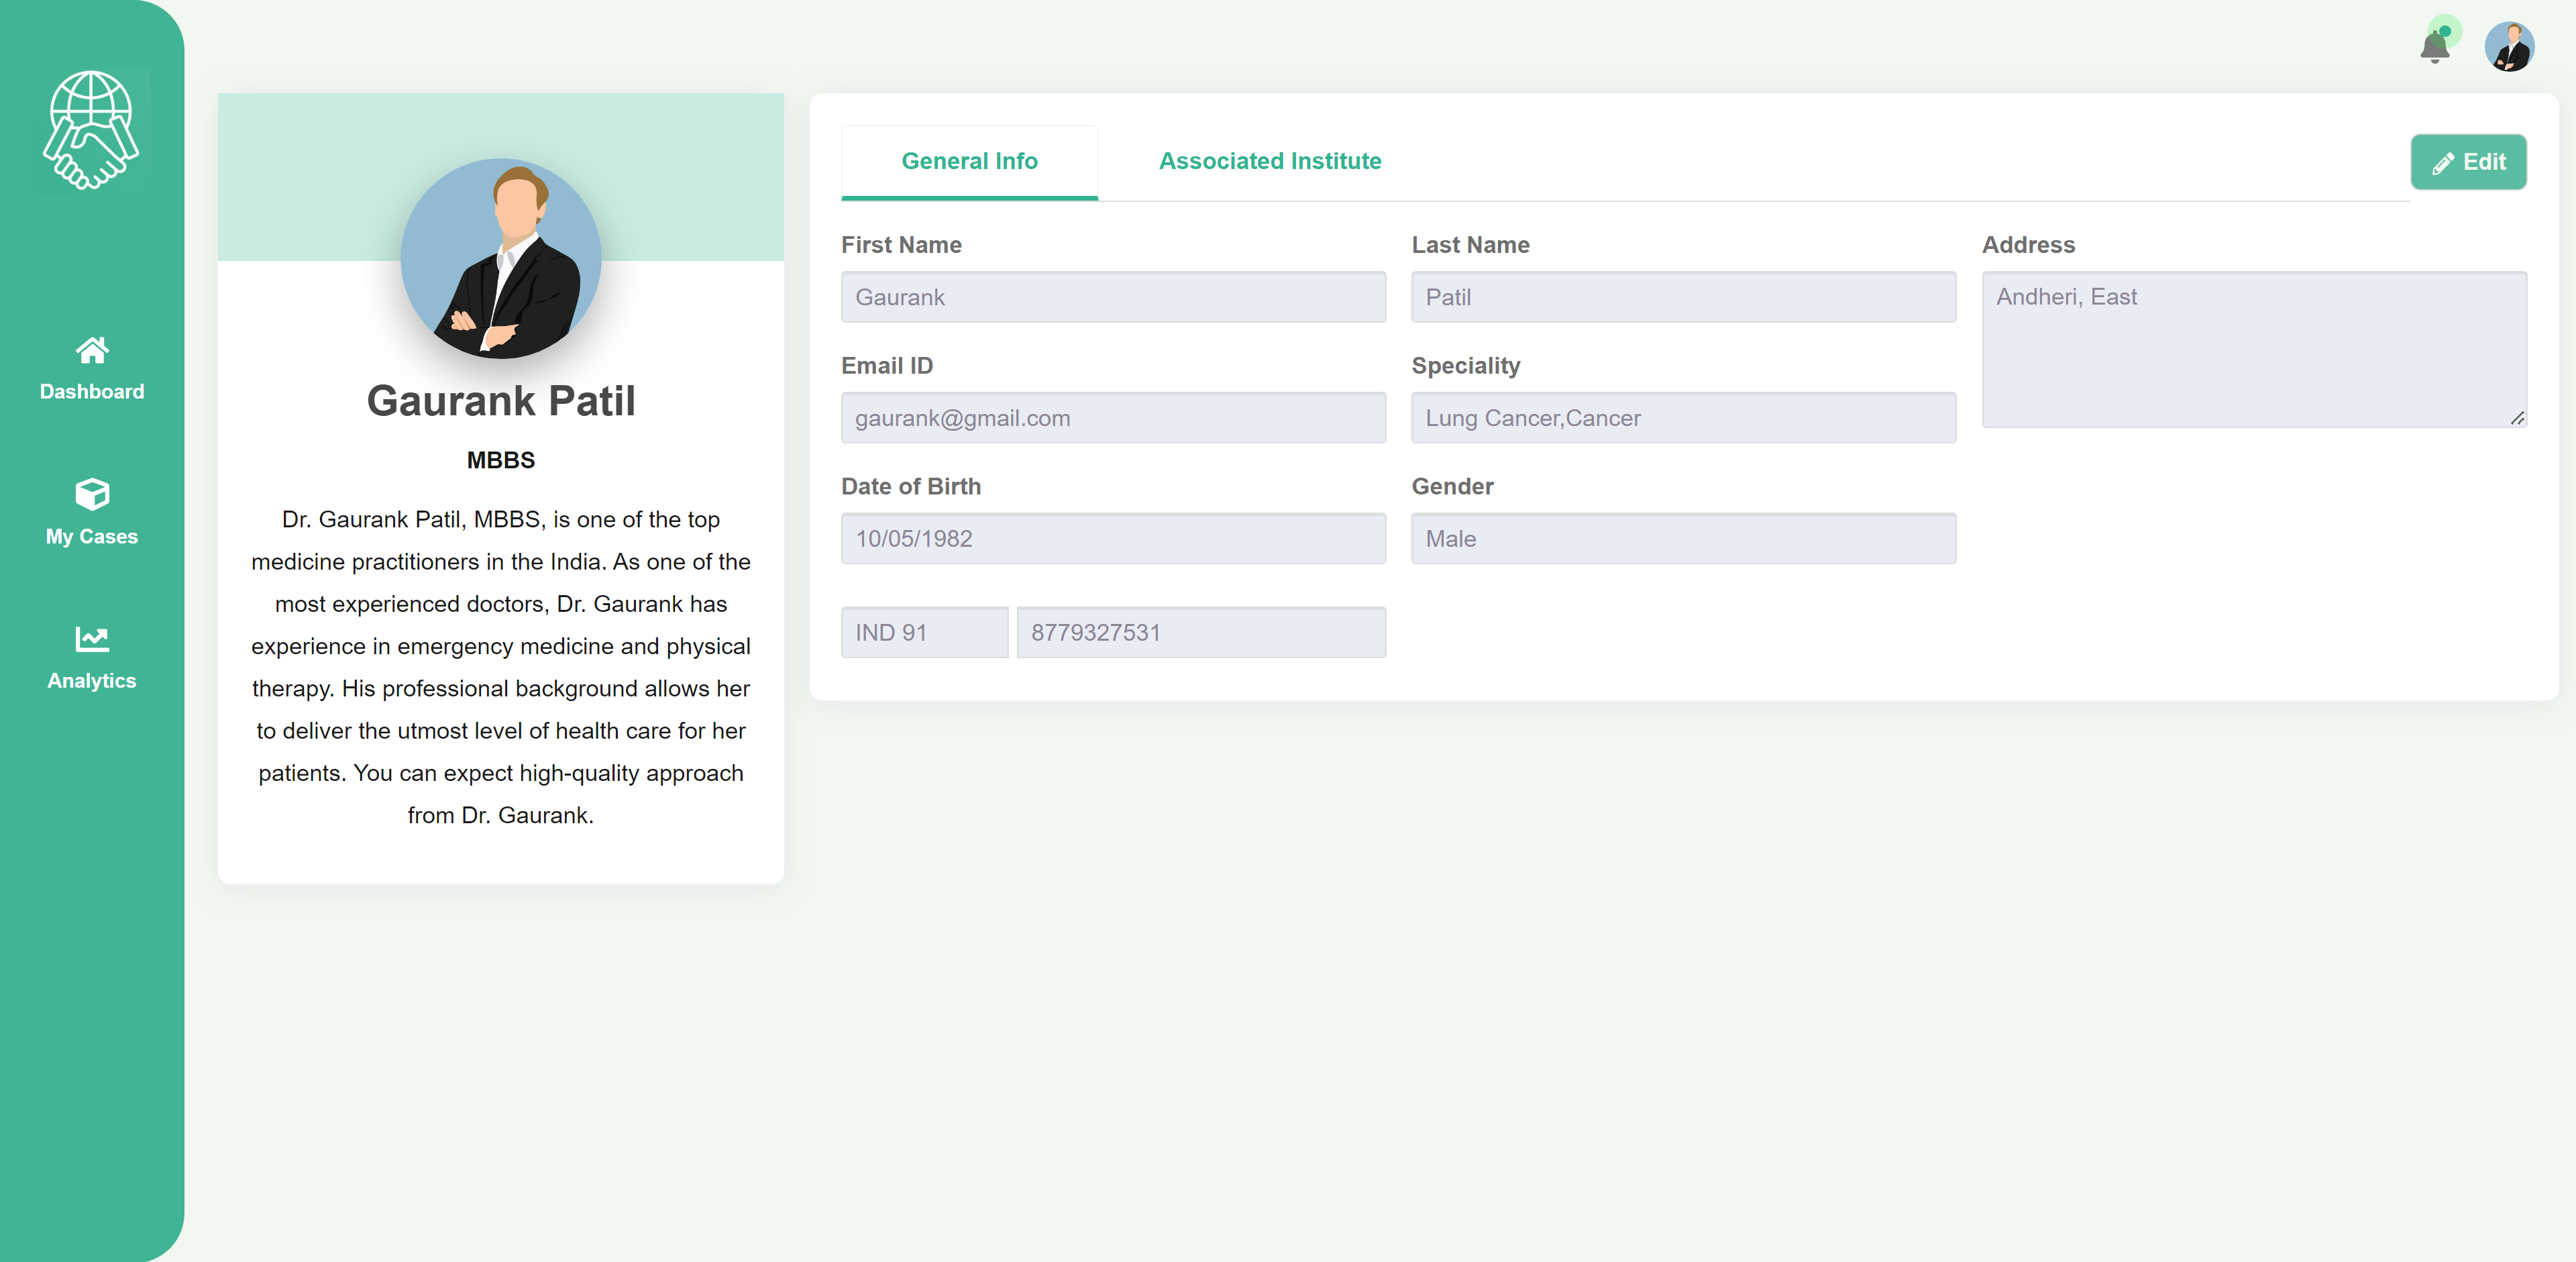 Dashboard
My Cases
Analytics
Gaurank Patil
MBBS
Dr. Gaurank Patil, MBBS, is one of the top
medicine practitioners in the India. As one of the
most experienced doctors, Dr. Gaurank has
experience in emergency medicine and physical
therapy. His professional background allows her
to deliver the utmost level of health care for her
patients. You can expect high-quality approach
from Dr. Gaurank.
General Info
Associated Institute
Edit
First Name
Gaurank
Last Name
Patil
Address
Andheri, East
Email ID
gaurank@gmail.com
Speciality
Lung Cancer,Cancer
Date of Birth
10/05/1982
Gender
Male
IND 91
8779327531